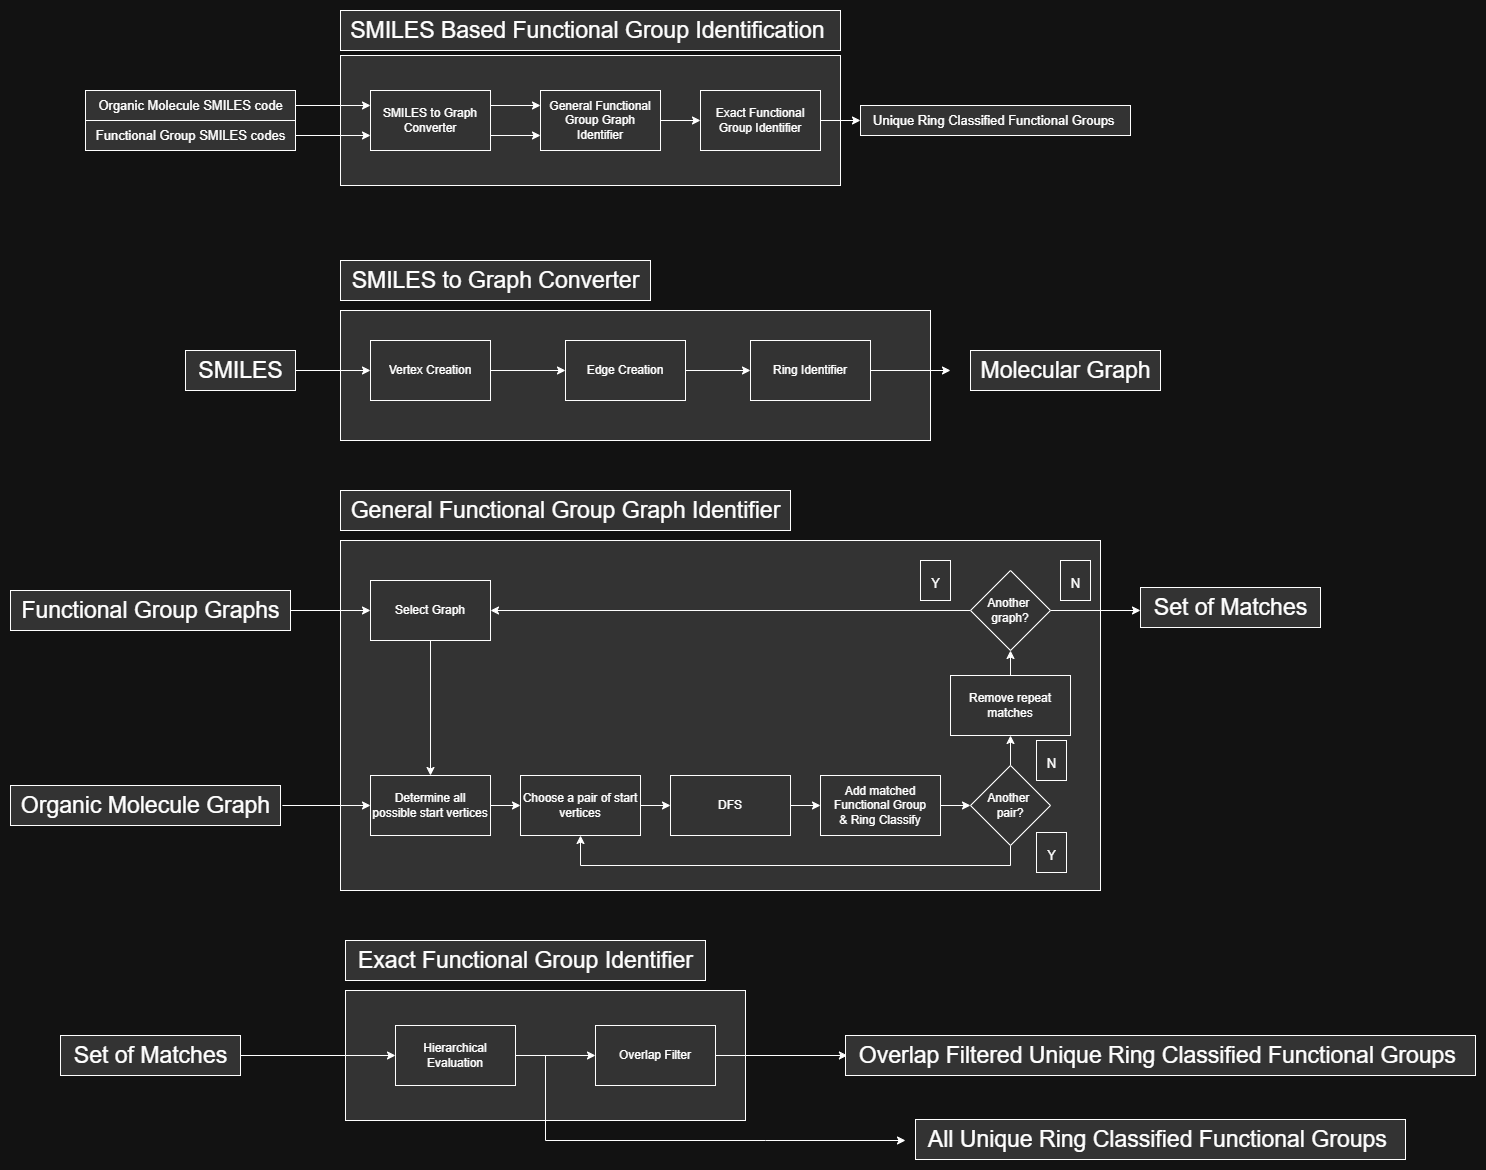 SMILES Based Functional Group Identification
Organic Molecule SMILES code
Functional Group SMILES codes
SMILES to Graph
Converter
General Functional
Group Graph
Identifier
Exact Functional
Group Identifier
Unique Ring Classified Functional Groups
SMILES to Graph Converter
SMILES
Vertex Creation
Edge Creation
Ring Identifier
Molecular Graph
General Functional Group Graph Identifier
Functional Group Graphs
Select Graph
Y
Another
graph?
N
Set of Matches
Remove repeat
matches
N
Organic Molecule Graph
Determine all
possible start vertices
Choose a pair of start
vertices
DFS
Add matched
Functional Group
& Ring Classify
Another
pair?
Y
Exact Functional Group Identifier
Set of Matches
Hierarchical
Evaluation
Overlap Filter
Overlap Filtered Unique Ring Classified Functional Groups
All Unique Ring Classified Functional Groups